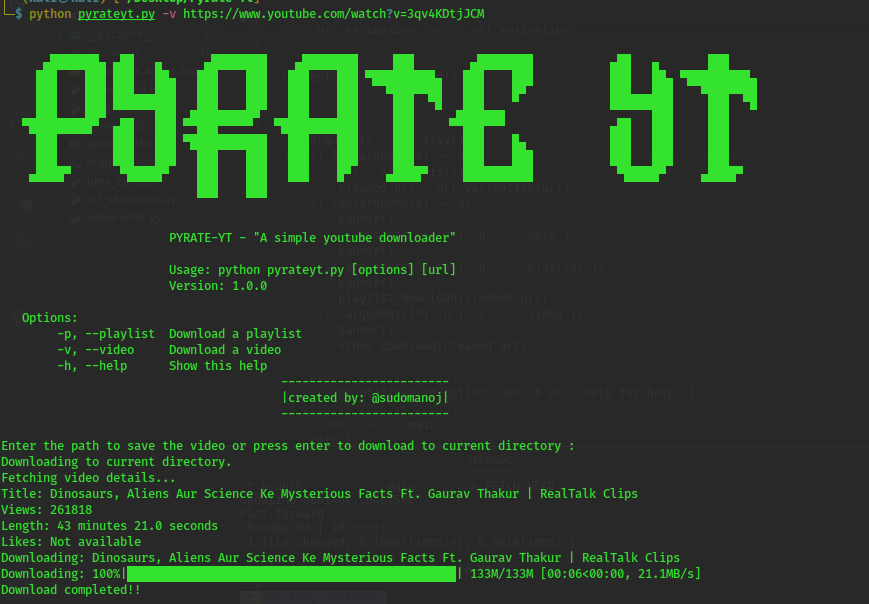 $ python pyrateyt.py -v https://www.youtube.com/watch?v=3qv4KDtjJCM
PYRATE YT
PYRATE-YT - "A simple youtube downloader"
Usage: python pyrateyt.py [options] [url]
Version: 1.0.0
Options:
-p, --playlist  Download a playlist
-v, --video     Download a video
-h, --help      Show this help
------------------------
|created by: @sudomanoj|
------------------------
Enter the path to save the video or press enter to download to current directory :
Downloading to current directory.
Fetching video details...
Title: Dinosaurs, Aliens Aur Science Ke Mysterious Facts Ft. Gaurav Thakur | RealTalk Clips
Views: 261818
Length: 43 minutes 21.0 seconds
Likes: Not available
Downloading: Dinosaurs, Aliens Aur Science Ke Mysterious Facts Ft. Gaurav Thakur | RealTalk Clips
Downloading: 100%| | 133M/133M [00:06<00:00, 21.1MB/s]
Download completed!!